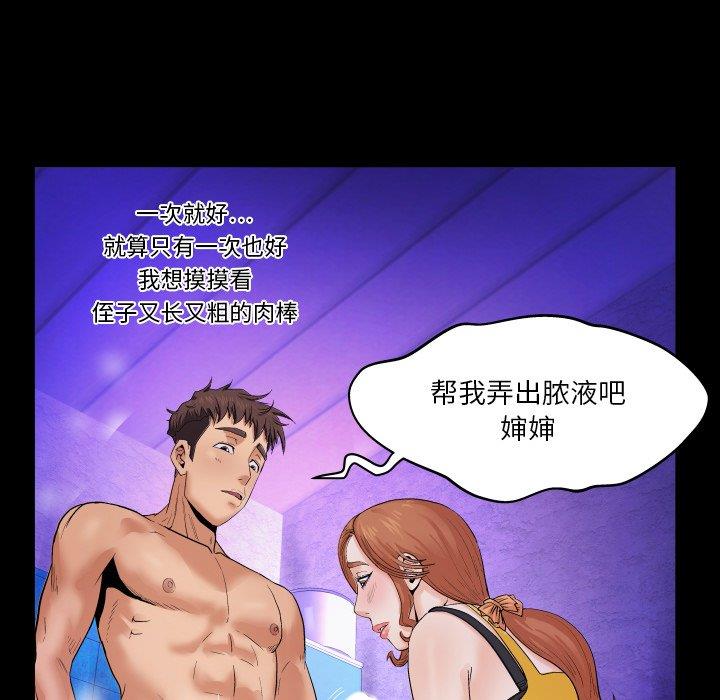 一次就好...
就算只有一次也好
我想摸摸看
侄子又长又粗的肉棒
帮我弄出脓液吧
婶婶